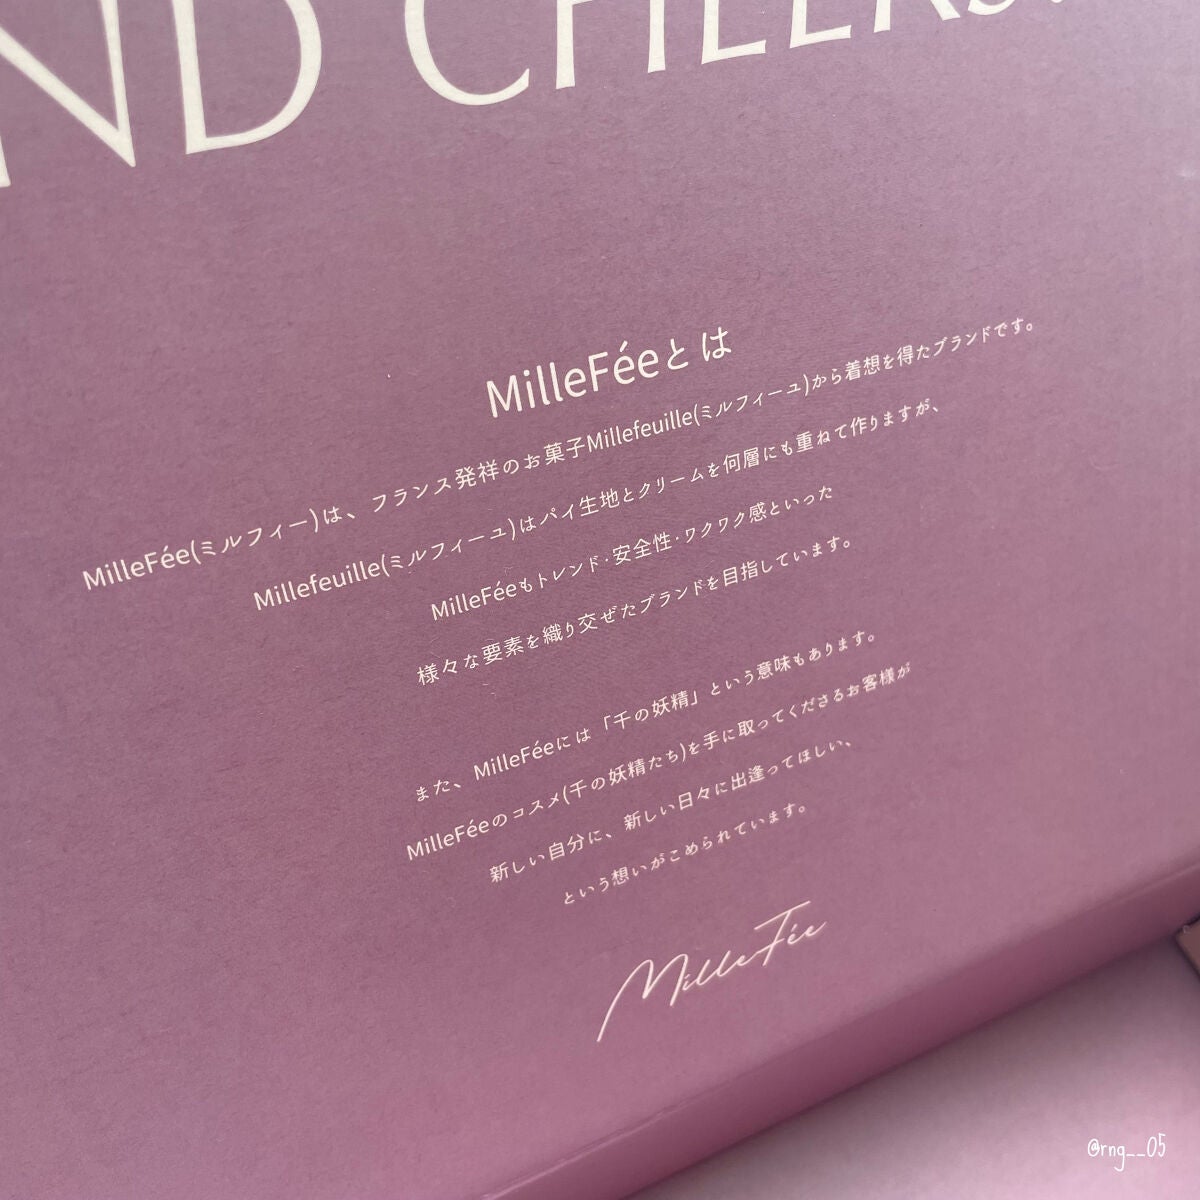 ND CHEERS
MilleFéeとは
MilleFée(ミルフィー)は、フランス発祥のお菓子Millefeuille(ミルフィーユ)から着想を得たブランドです。
Millefeuille(ミルフィーユ)はパイ生地とクリームを何層にも重ねて作りますが、
MilleFéeもトレンド・安全性・ワクワク感といった
様々な要素を織り交ぜたブランドを目指しています。
また、MilleFéeには「千の妖精」という意味もあります。
MilleFéeのコスメ(千の妖精たち)を手に取ってくださるお客様が
新しい自分に、新しい日々に出逢ってほしい、
という想いがこめられています。
MilleFée
@rng__05